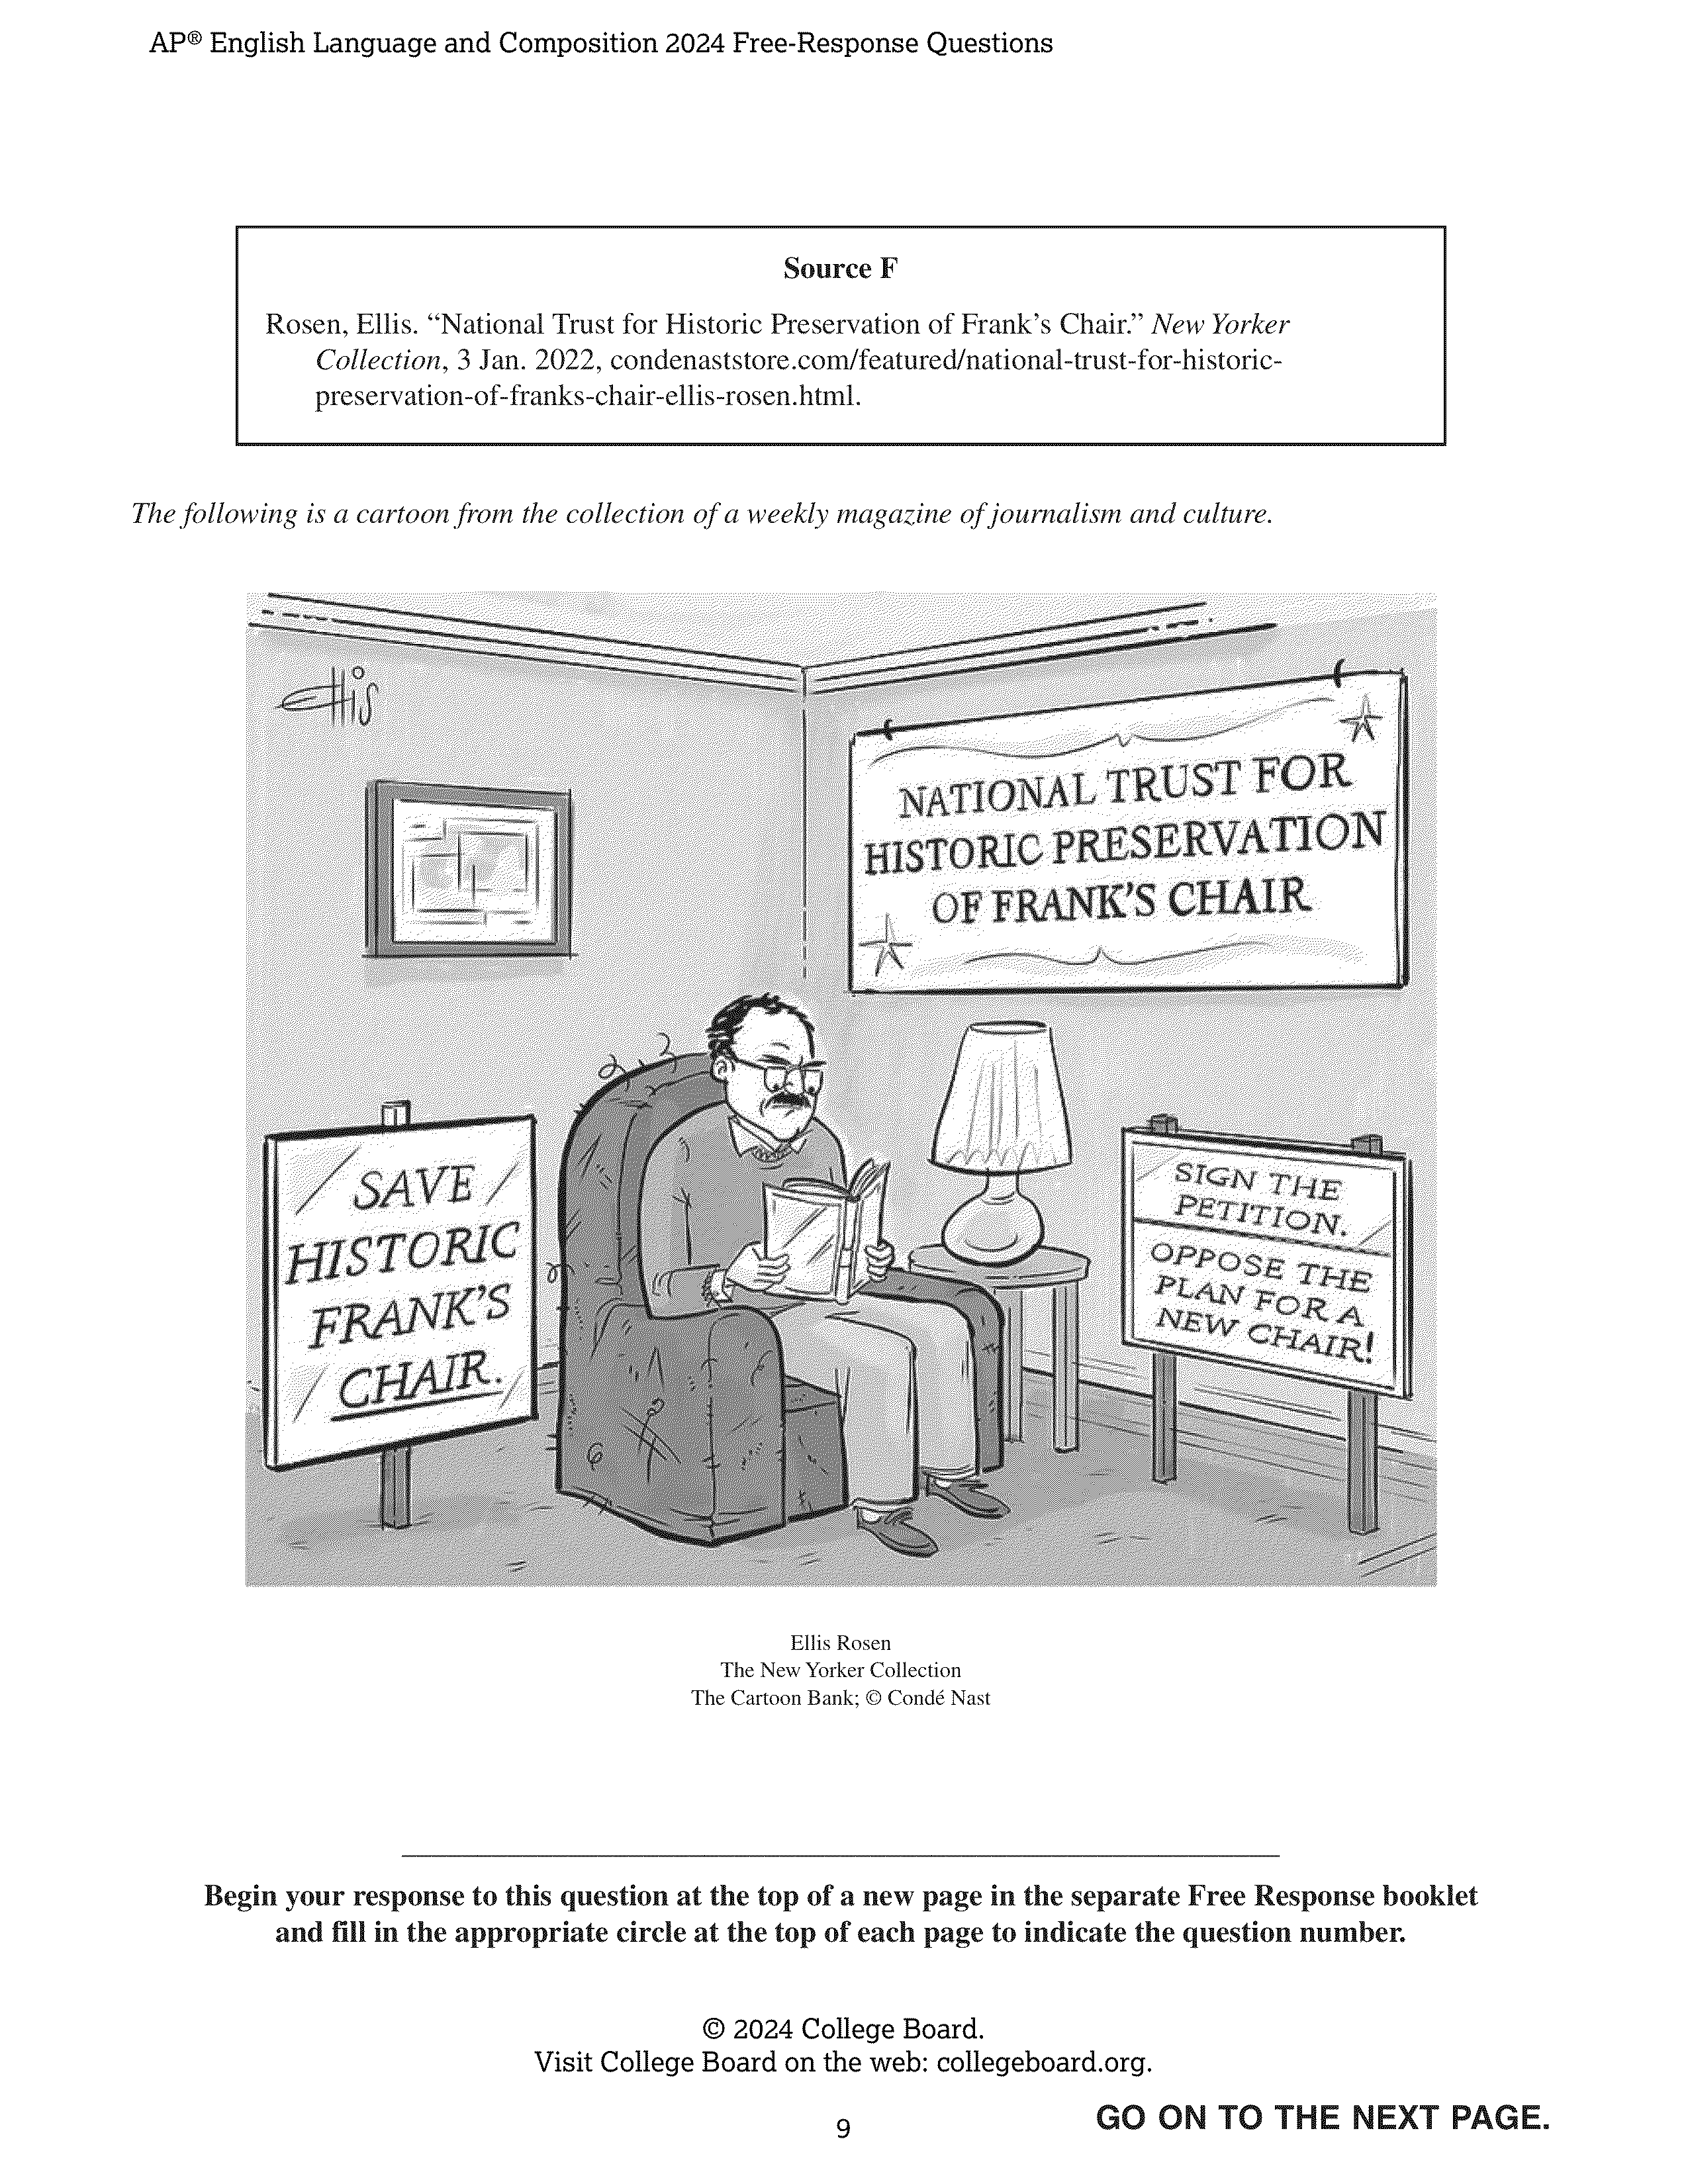 AP® English Language and Composition 2024 Free-Response Questions
Source F
Rosen, Ellis. “National Trust for Historic Preservation of Frank’s Chair.” New Yorker
Collection, 3 Jan. 2022, condenaststore.com/featured/national-trust-for-historic-
preservation-of-franks-chair-ellis-rosen.html.
The following is a cartoon from the collection of a weekly magazine of journalism and culture.
Ellis
NATIONAL TRUST FOR
HISTORIC PRESERVATION
OF FRANK’S CHAIR
SAVE
HISTORIC
FRANK’S
CHAIR.
SIGN THE
PETITION.
OPPOSE THE
PLAN FOR A
NEW CHAIR!
Ellis Rosen
The New Yorker Collection
The Cartoon Bank; © Condé Nast
Begin your response to this question at the top of a new page in the separate Free Response booklet
and fill in the appropriate circle at the top of each page to indicate the question number.
© 2024 College Board.
Visit College Board on the web: collegeboard.org.
GO ON TO THE NEXT PAGE.
9